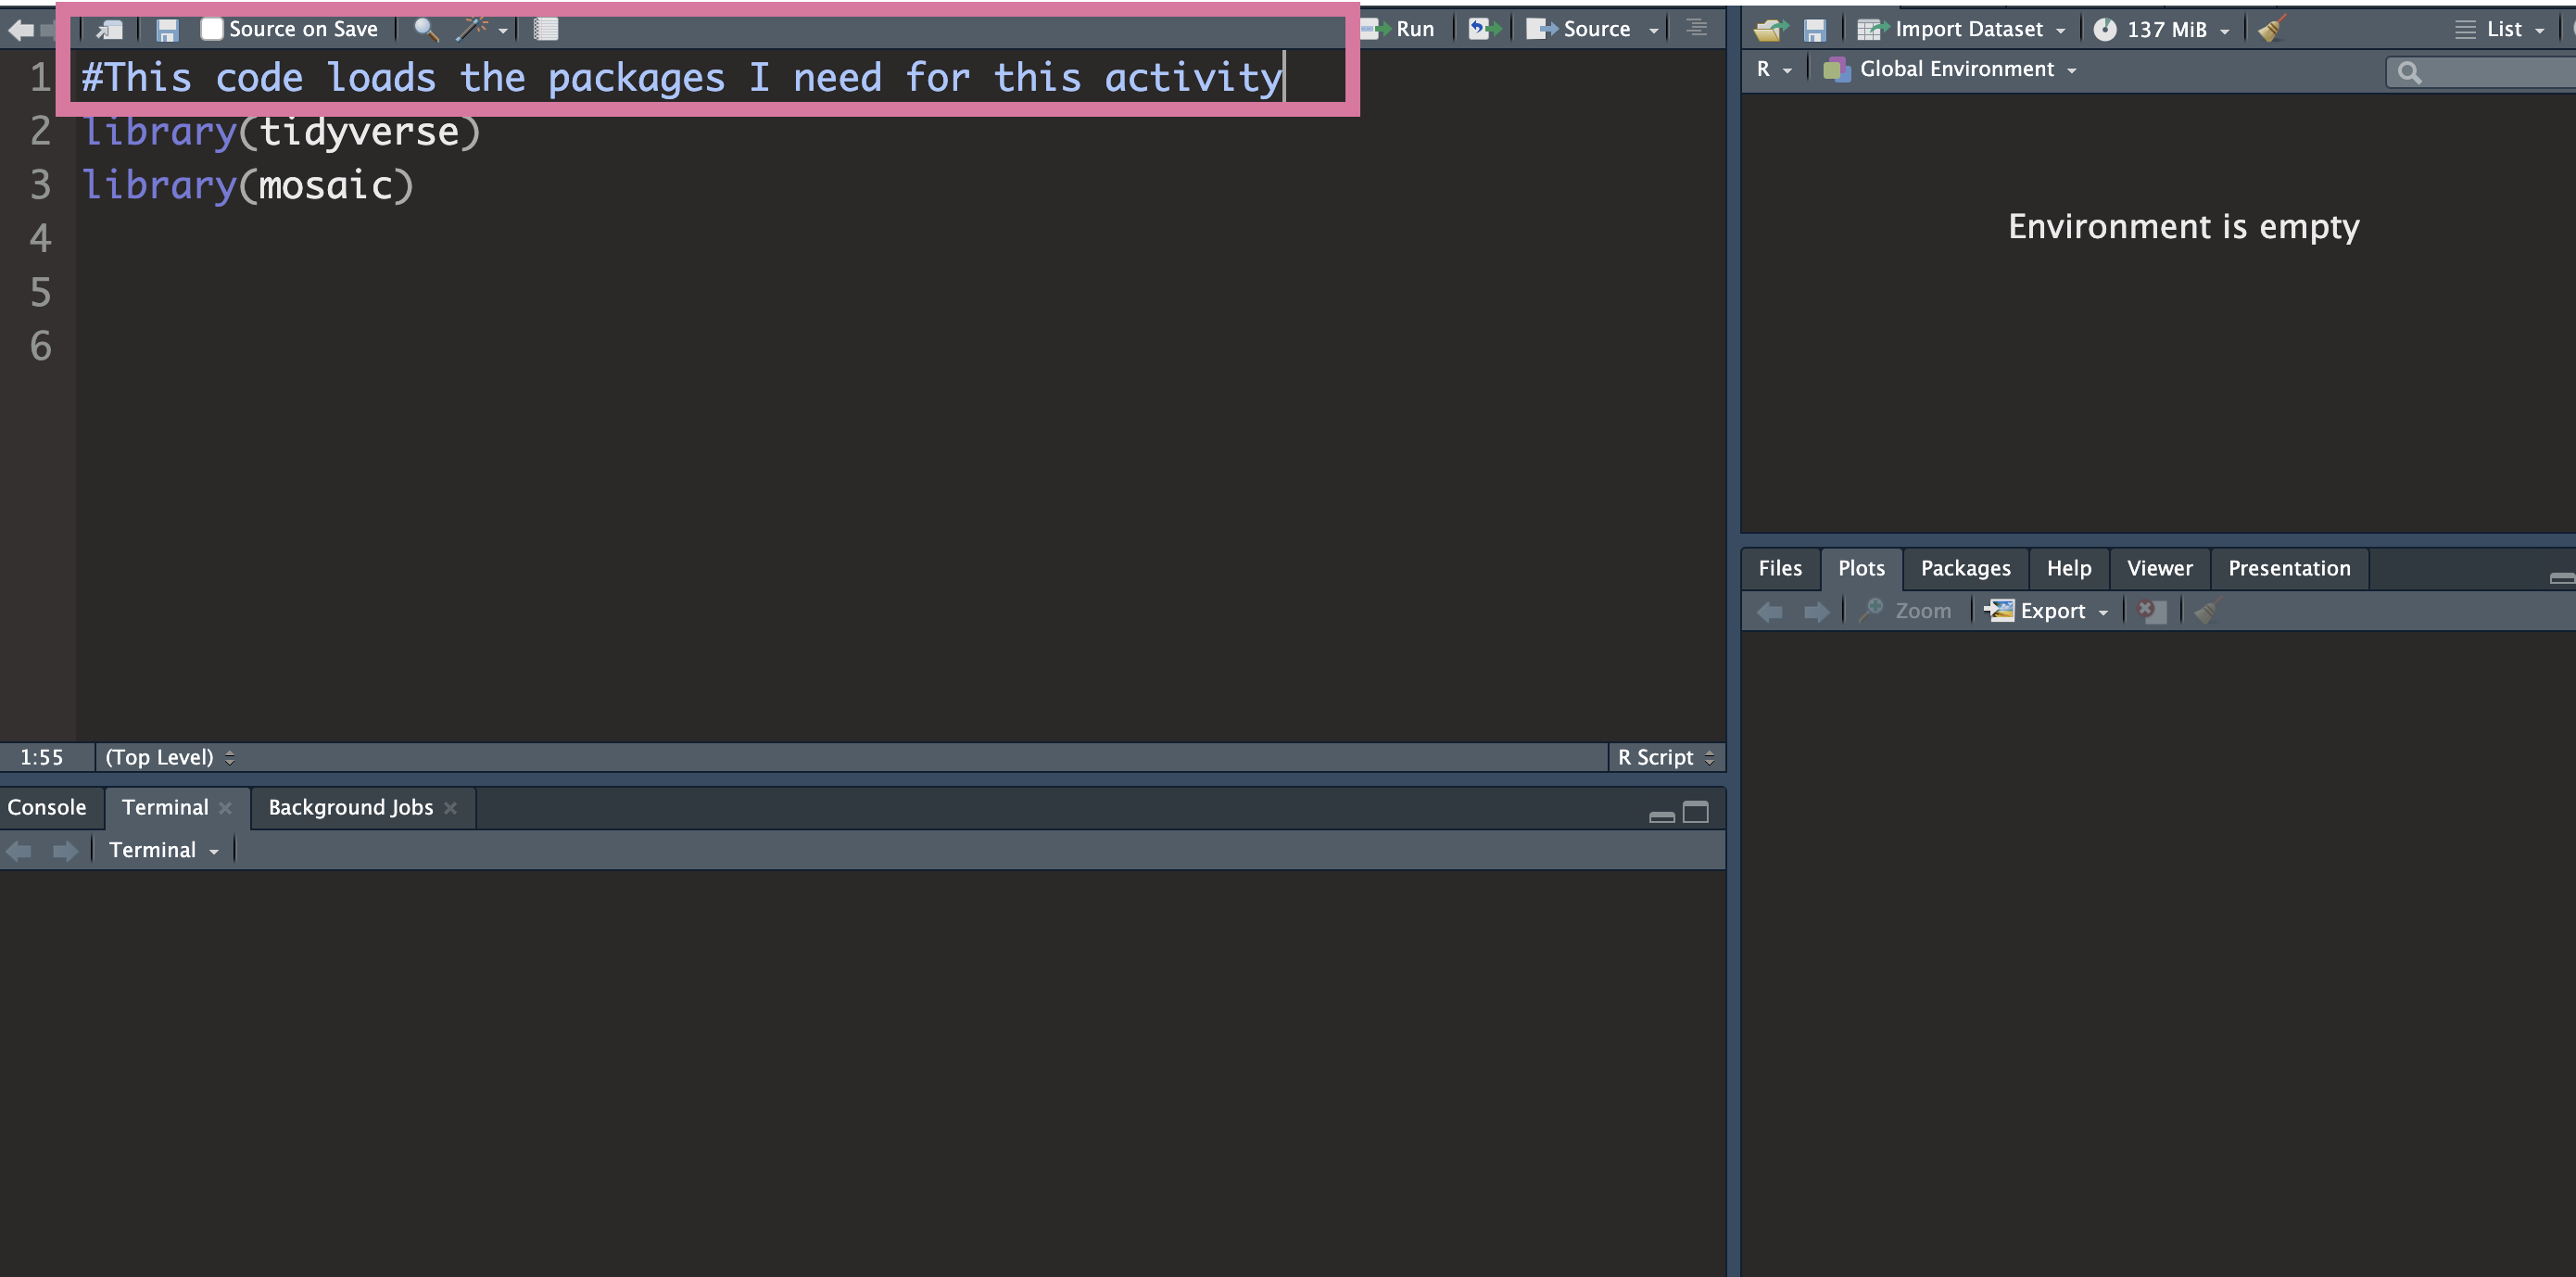 Source on Save
Run
Source
1 #This code loads the packages I need for this activity
2 library(tidyverse)
3 library(mosaic)
4
5
6
1:55 (Top Level) R Script
Console Terminal Background Jobs
Terminal
Import Dataset 137 MiB List
R Global Environment
Environment is empty
Files Plots Packages Help Viewer Presentation
Zoom Export